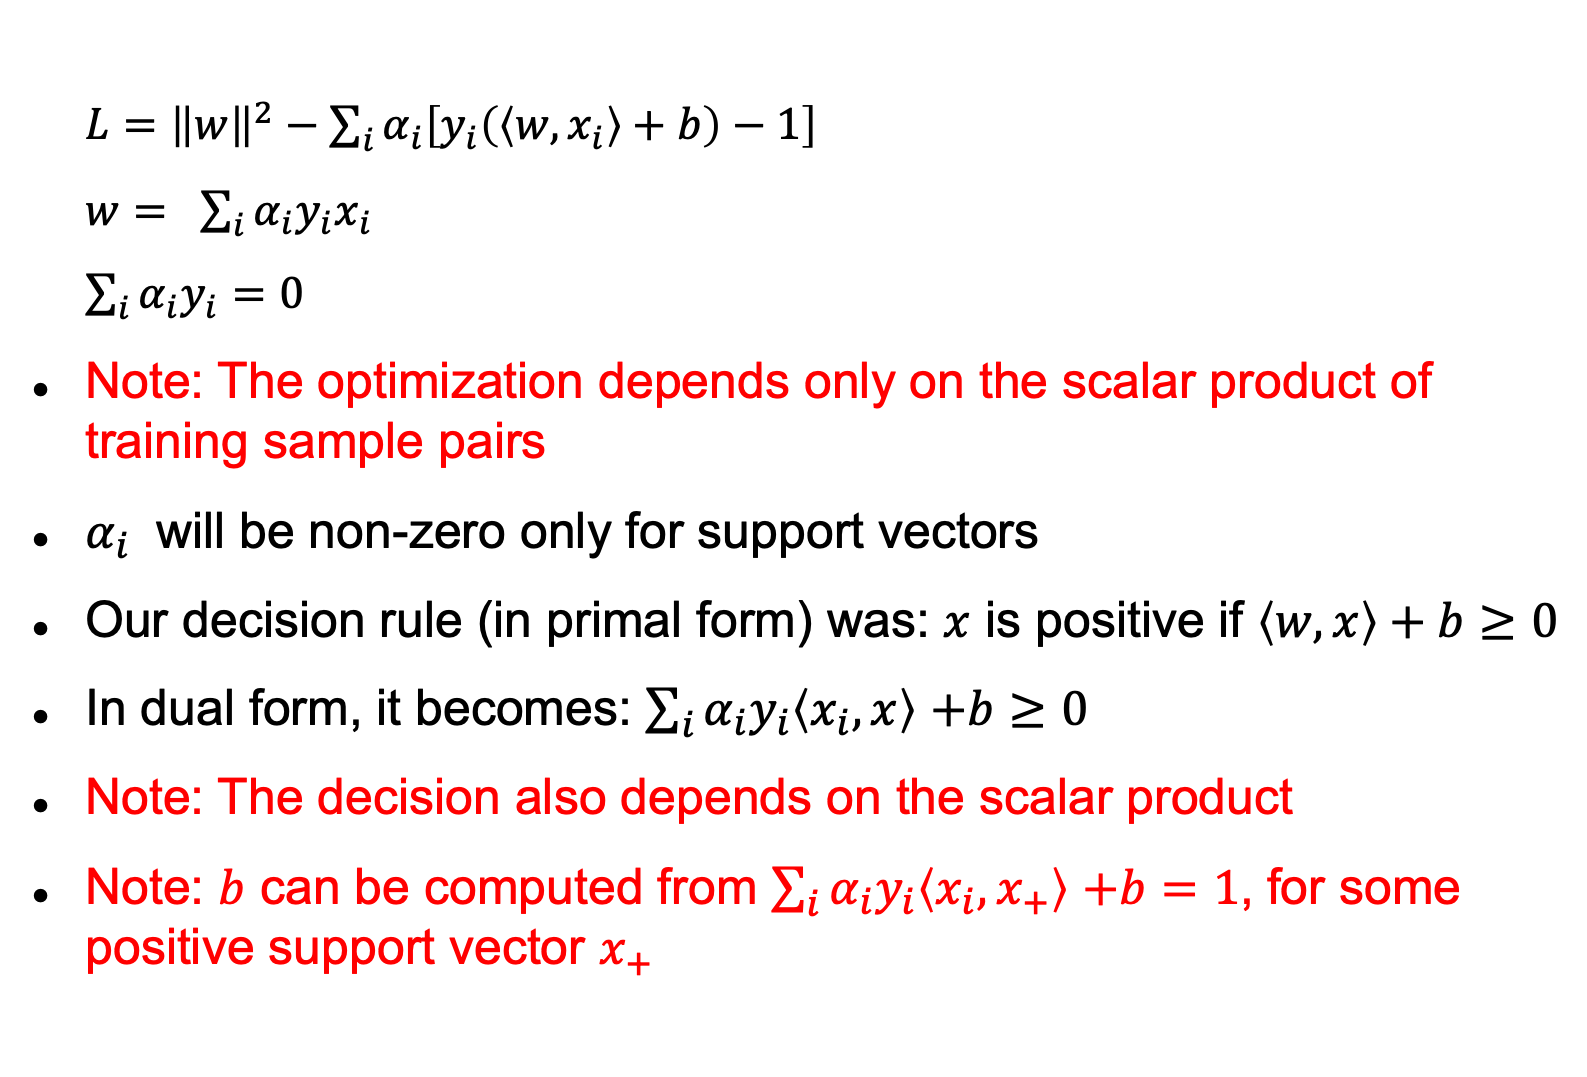 L = ‖w‖² − ∑ᵢ αᵢ[yᵢ(⟨w, xᵢ⟩ + b) − 1]
w = ∑ᵢ αᵢyᵢxᵢ
∑ᵢ αᵢyᵢ = 0
• Note: The optimization depends only on the scalar product of
training sample pairs
• αᵢ will be non-zero only for support vectors
• Our decision rule (in primal form) was: x is positive if ⟨w, x⟩ + b ≥ 0
• In dual form, it becomes: ∑ᵢ αᵢyᵢ⟨xᵢ, x⟩ +b ≥ 0
• Note: The decision also depends on the scalar product
• Note: b can be computed from ∑ᵢ αᵢyᵢ⟨xᵢ, x₊⟩ +b = 1, for some
positive support vector x₊